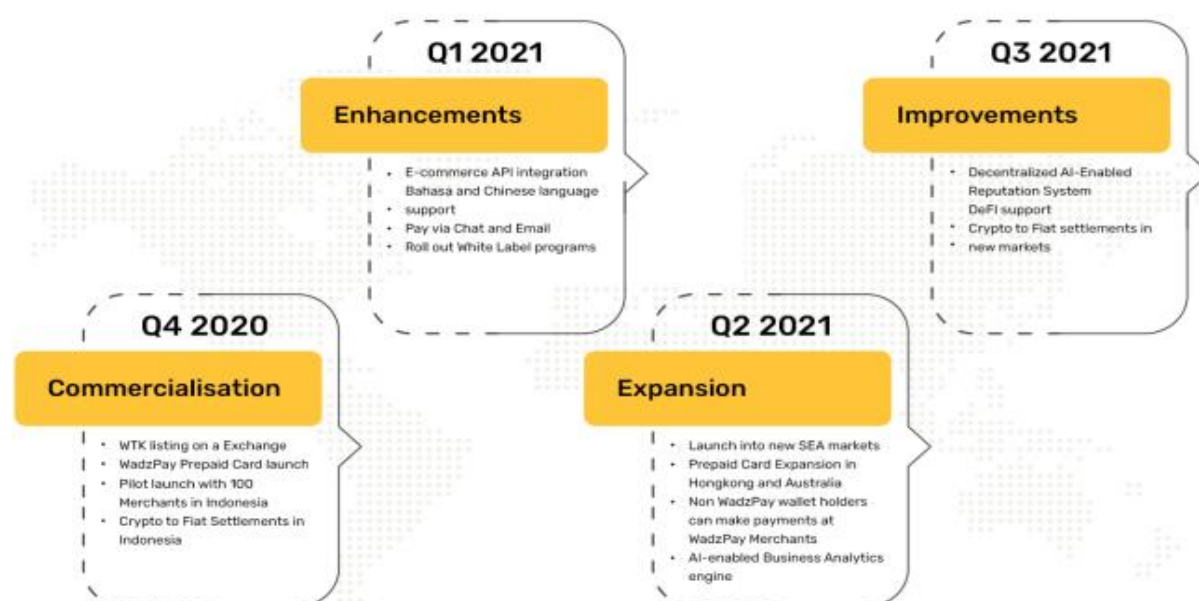 Q1 2021
Enhancements
• E-commerce API integration
Bahasa and Chinese language
• support
• Pay via Chat and Email
• Roll out White Label programs
Q3 2021
Improvements
• Decentralized AI-Enabled
Reputation System
DeFI support
• Crypto to Fiat settlements in
• new markets
Q4 2020
Commercialisation
• WTK listing on a Exchange
• WadzPay Prepaid Card launch
• Pilot launch with 100
Merchants in Indonesia
• Crypto to Fiat Settlements in
Indonesia
Q2 2021
Expansion
• Launch into new SEA markets
• Prepaid Card Expansion in
Hongkong and Australia
• Non WadzPay wallet holders
can make payments at
WadzPay Merchants
• AI-enabled Business Analytics
engine